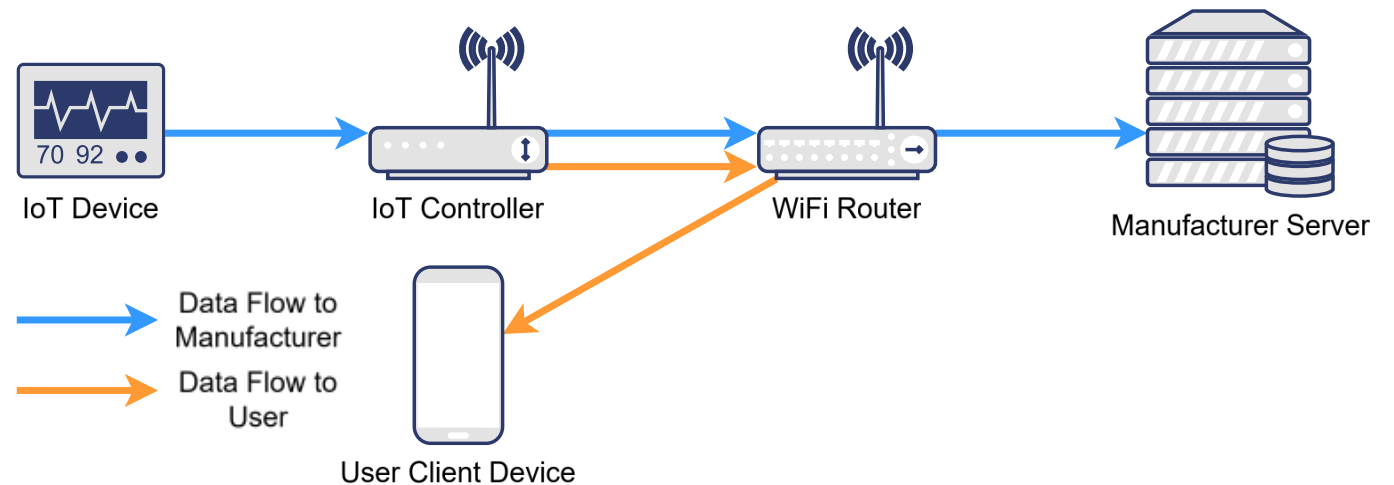 70 92
IoT Device
IoT Controller
WiFi Router
Manufacturer Server
Data Flow to
Manufacturer
Data Flow to
User
User Client Device